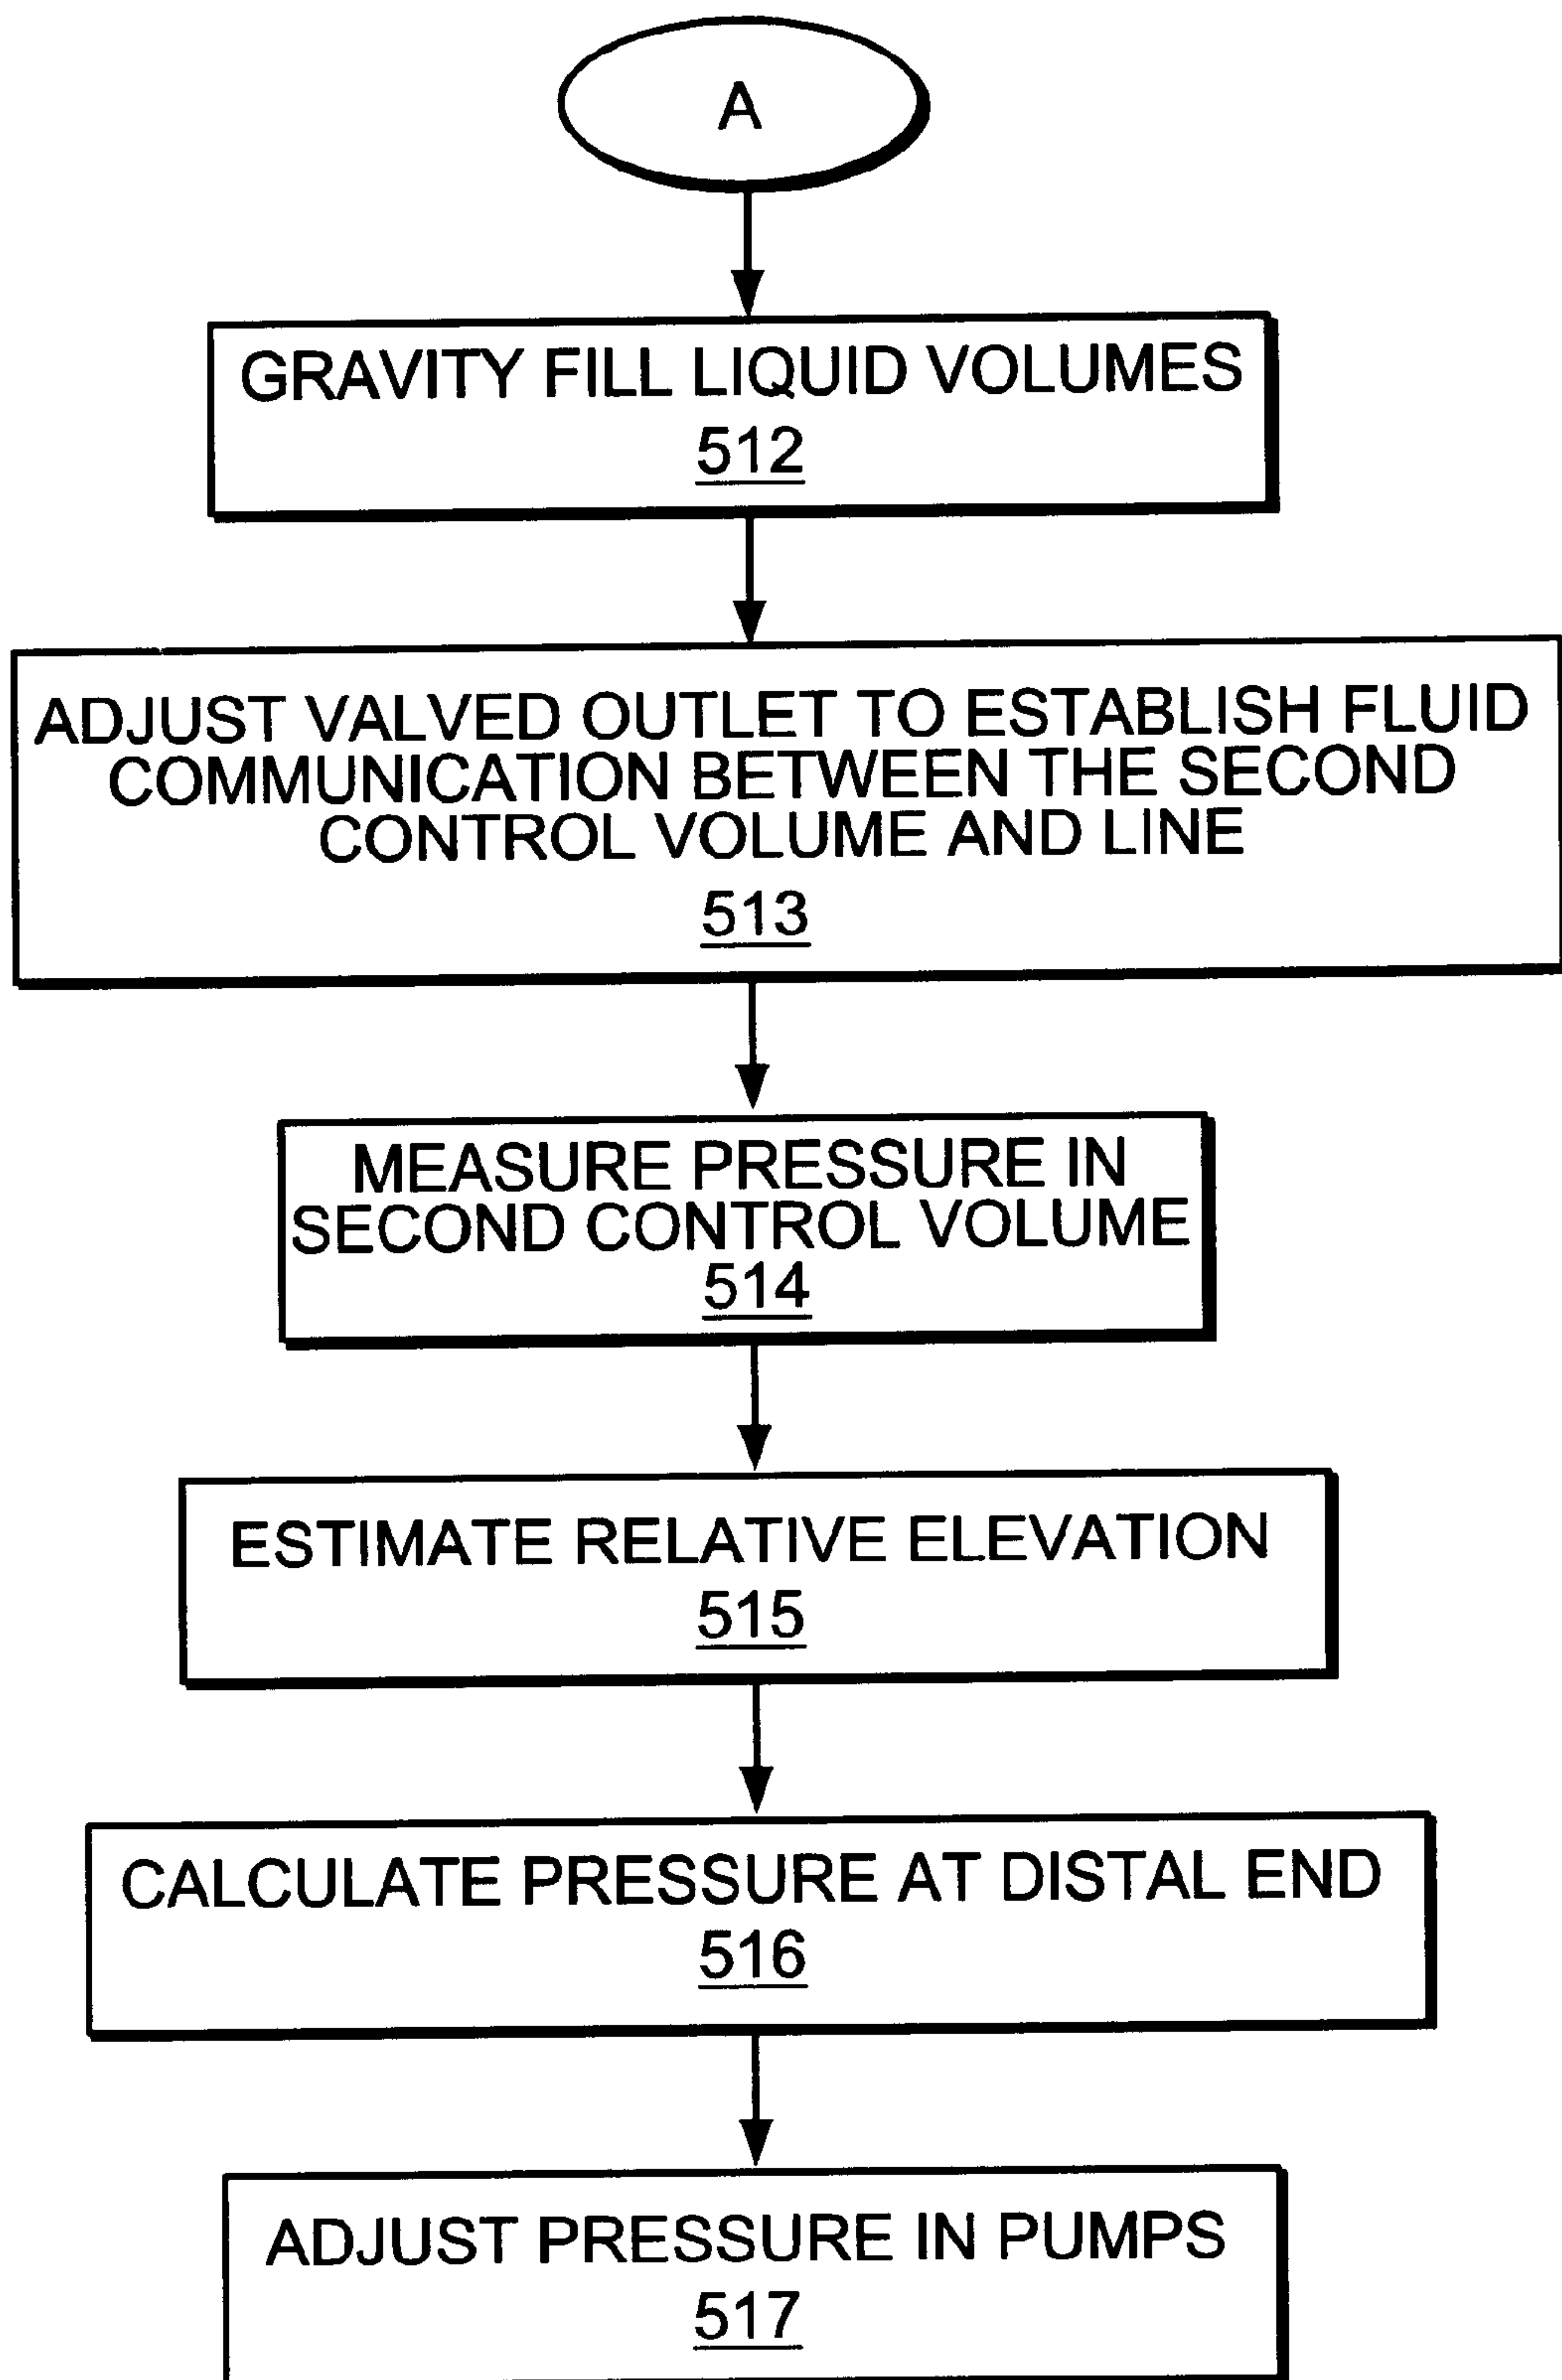 A
GRAVITY FILL LIQUID VOLUMES
512
ADJUST VALVED OUTLET TO ESTABLISH FLUID
COMMUNICATION BETWEEN THE SECOND
CONTROL VOLUME AND LINE
513
MEASURE PRESSURE IN
SECOND CONTROL VOLUME
514
ESTIMATE RELATIVE ELEVATION
515
CALCULATE PRESSURE AT DISTAL END
516
ADJUST PRESSURE IN PUMPS
517